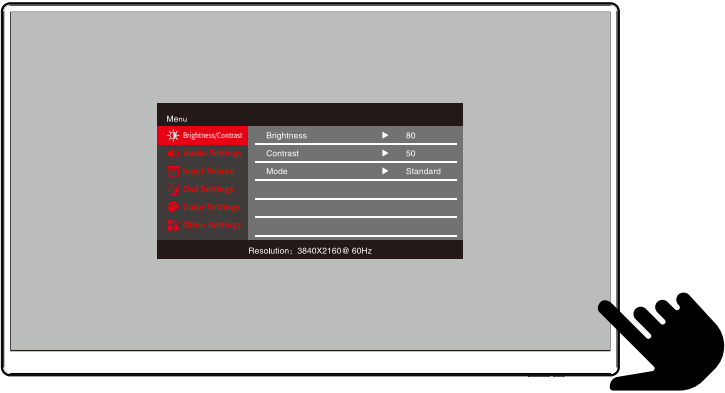 Menu
Brightness/Contrast
Brightness ▶ 80
Audio Settings
Contrast ▶ 50
Input Source
Mode ▶ Standard
Osd Settings
Color Settings
Other Settings
Resolution: 3840X2160@ 60Hz